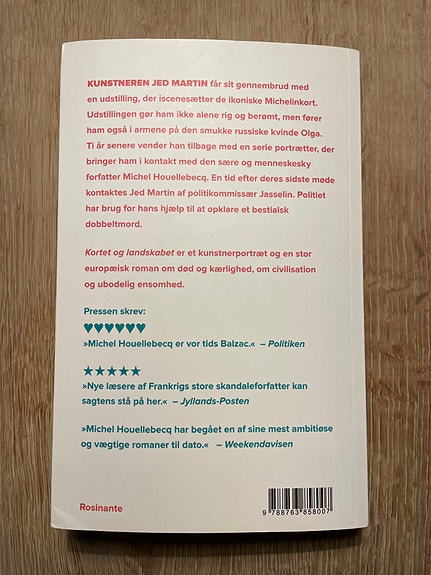 KUNSTNEREN JED MARTIN får sit gennembrud med
en udstilling, der iscenesætter de ikoniske Michelinkort.
Udstillingen gør ham ikke alene rig og berømt, men fører
ham også i armene på den smukke russiske kvinde Olga.
Ti år senere vender han tilbage med en serie portrætter, der
bringer ham i kontakt med den sære og menneskesky
forfatter Michel Houellebecq. En tid efter deres sidste møde
kontaktes Jed Martin af politikommissær Jasselin. Politiet
har brug for hans hjælp til at opklare et bestialsk
dobbeltmord.
Kortet og landskabet er et kunstnerportræt og en stor
europæisk roman om død og kærlighed, om civilisation
og ubodelig ensomhed.
Pressen skrev:
♥♥♥♥♥♥
»Michel Houellebecq er vor tids Balzac.« – Politiken
★★★★★
»Nye læsere af Frankrigs store skandaleforfatter kan
sagtens stå på her.« – Jyllands-Posten
»Michel Houellebecq har begået en af sine mest ambitiøse
og vægtige romaner til dato.« – Weekendavisen
Rosinante
9 788763 858007